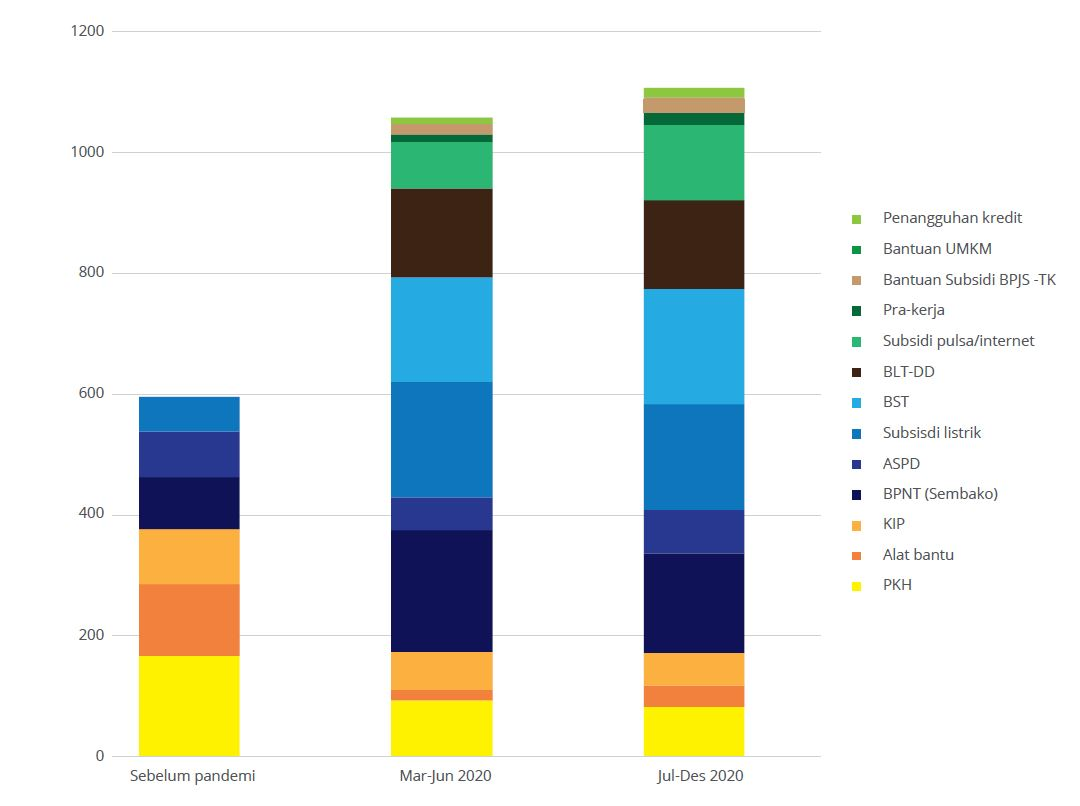 1200
1000
800
600
400
200
0
Sebelum pandemi
Mar-Jun 2020
Jul-Des 2020
Penangguhan kredit
Bantuan UMKM
Bantuan Subsidi BPJS -TK
Pra-kerja
Subsidi pulsa/internet
BLT-DD
BST
Subsisdi listrik
ASPD
BPNT (Sembako)
KIP
Alat bantu
PKH